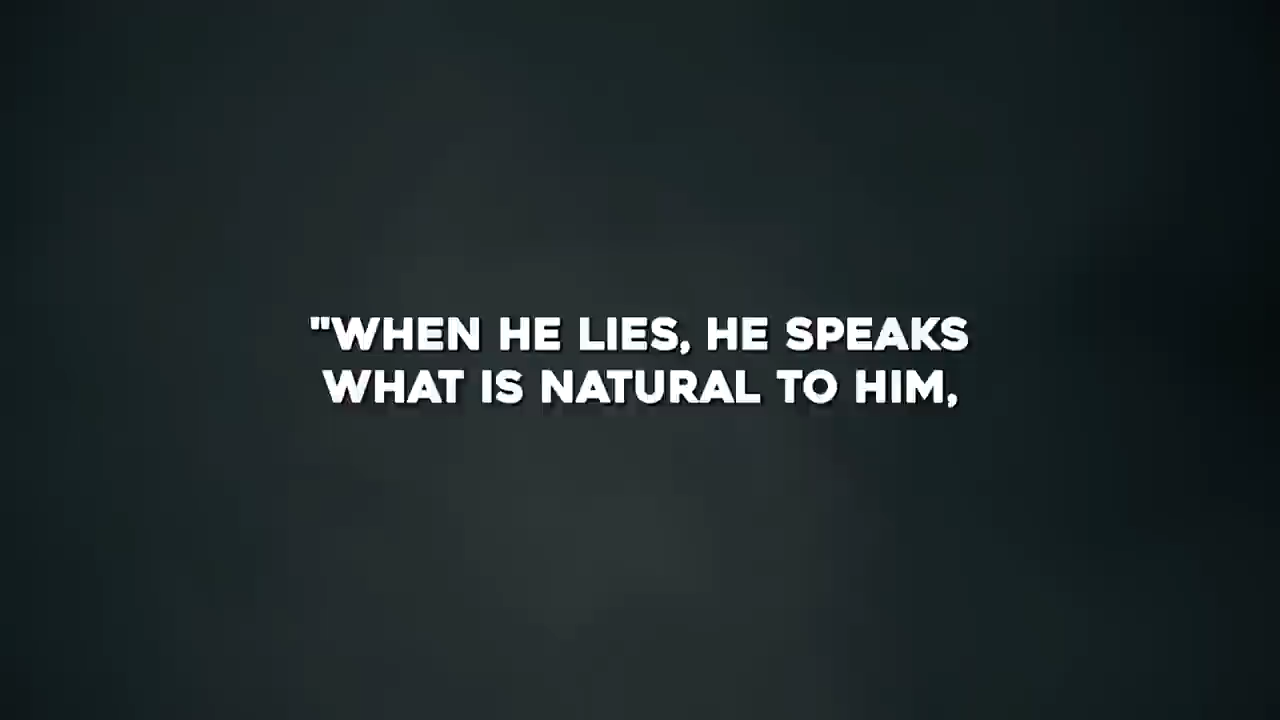 "WHEN HE LIES, HE SPEAKS
WHAT IS NATURAL TO HIM,